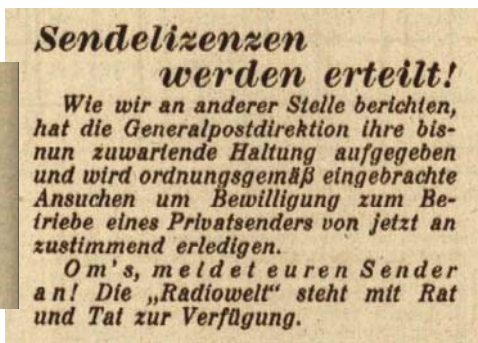 Sendelizenzen
werden erteilt!
Wie wir an anderer Stelle berichten,
hat die Generalpostdirektion ihre bis-
nun zuwartende Haltung aufgegeben
und wird ordnungsgemäß eingebrachte
Ansuchen um Bewilligung zum Be-
triebe eines Privatsenders von jetzt an
zustimmend erledigen.
Om's, meldet euren Sender
an! Die „Radiowelt“ steht mit Rat
und Tat zur Verfügung.